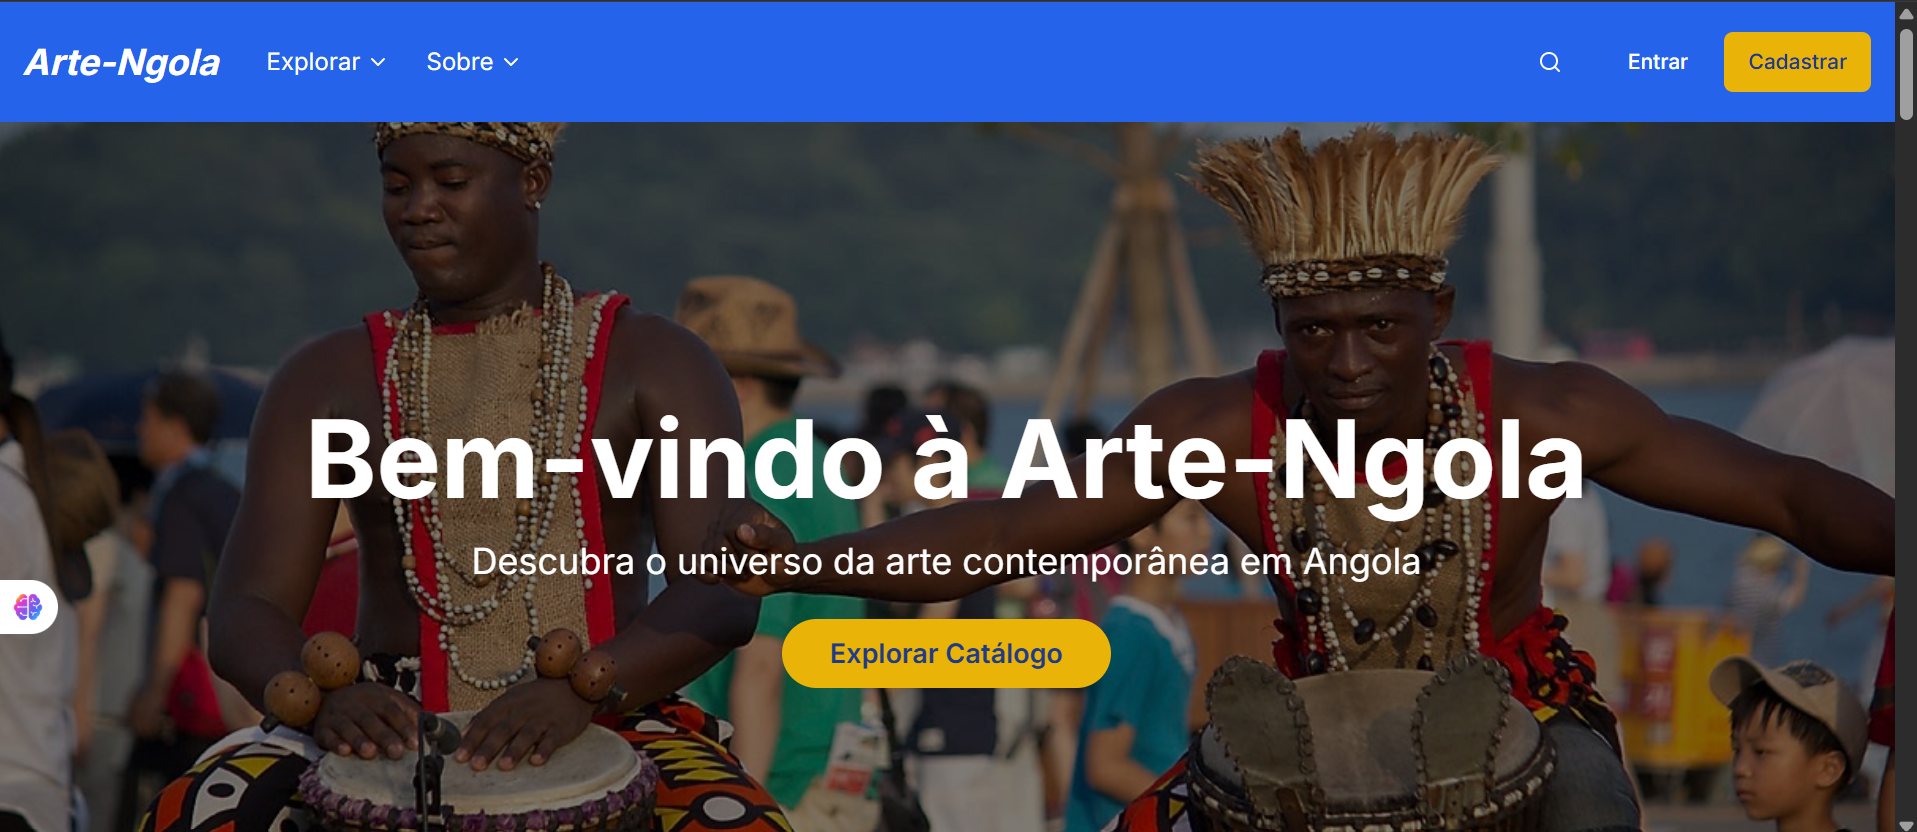 Arte-Ngola
Explorar
Sobre
Entrar
Cadastrar
Bem-vindo à Arte-Ngola
Descubra o universo da arte contemporânea em Angola
Explorar Catálogo